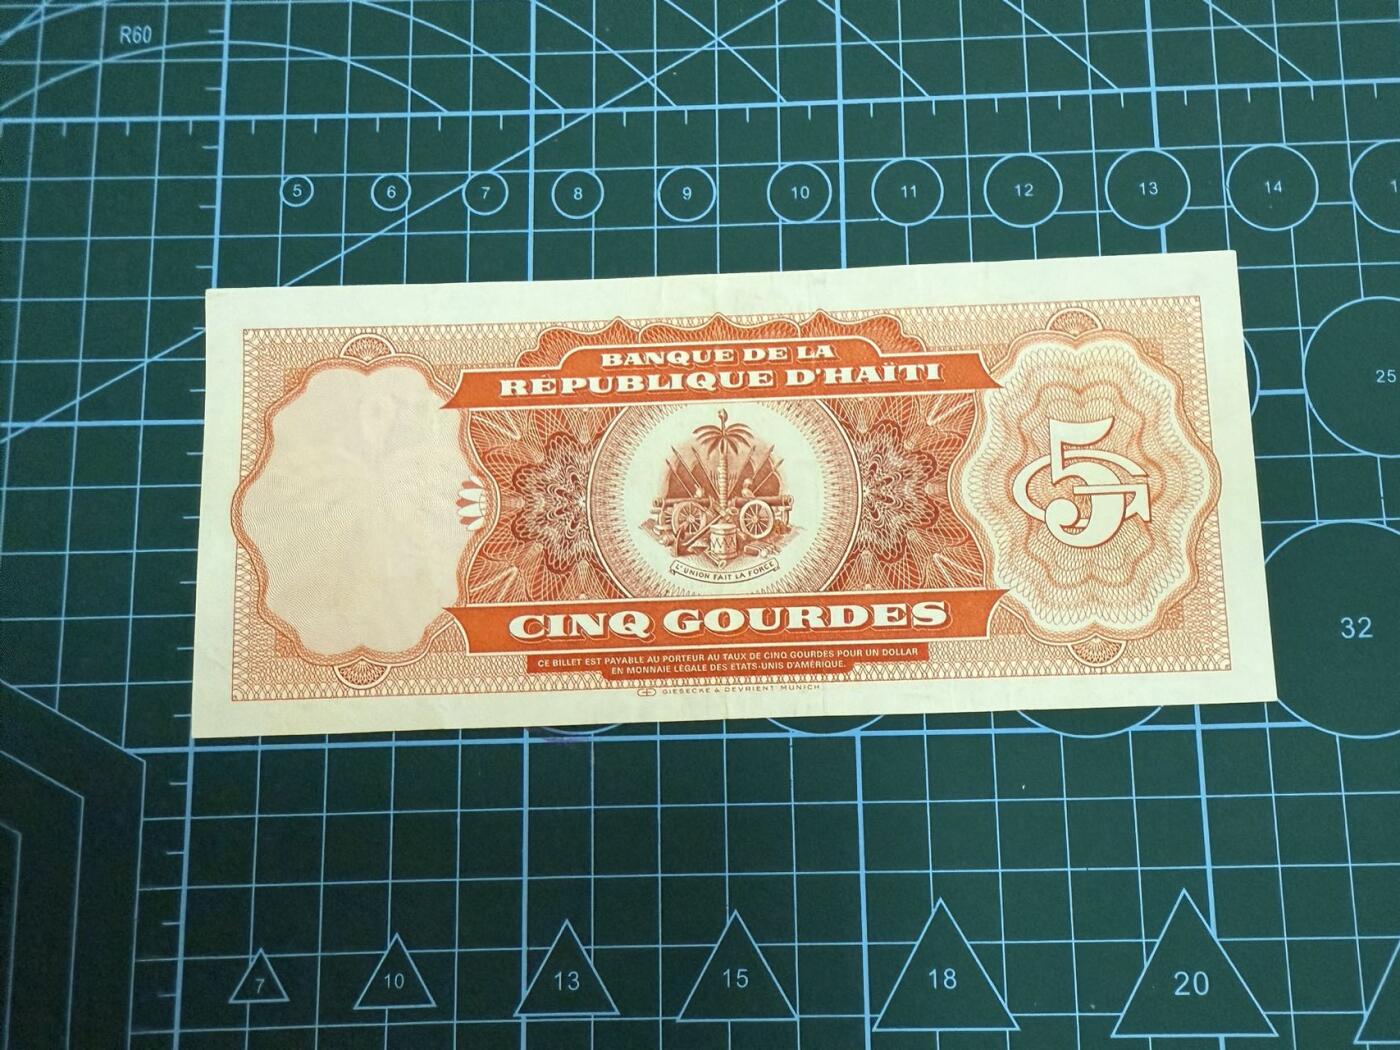 R60
5 6 7 8 9 10 11 12 13 14
25
BANQUE DE LA
RÉPUBLIQUE D'HAÏTI
5 G
L'UNION FAIT LA FORCE
CINQ GOURDES
CE BILLET EST PAYABLE AU PORTEUR AU TAUX DE CINQ GOURDES POUR UN DOLLAR
EN MONNAIE LÉGALE DES ETATS-UNIS D'AMÉRIQUE.
GIESECKE & DEVRIENT MUNICH
32
7 10 13 15 18 20